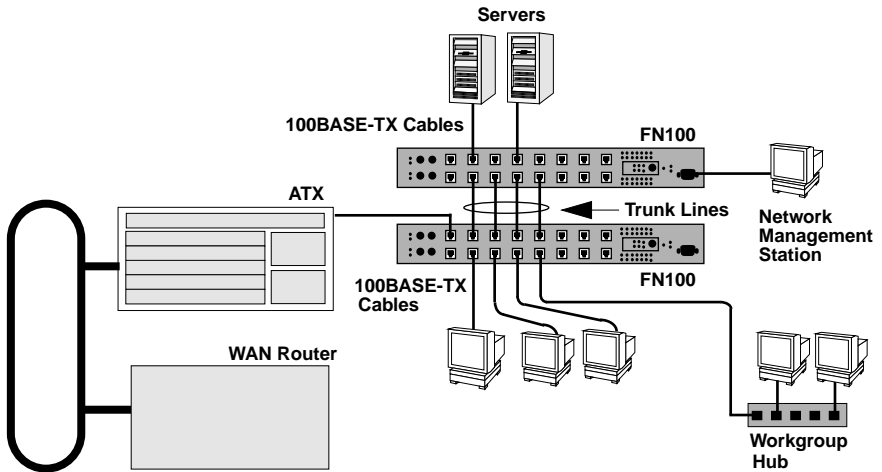 Servers
100BASE-TX Cables
FN100
ATX
Trunk Lines
Network
Management
Station
100BASE-TX
Cables
FN100
WAN Router
Workgroup
Hub